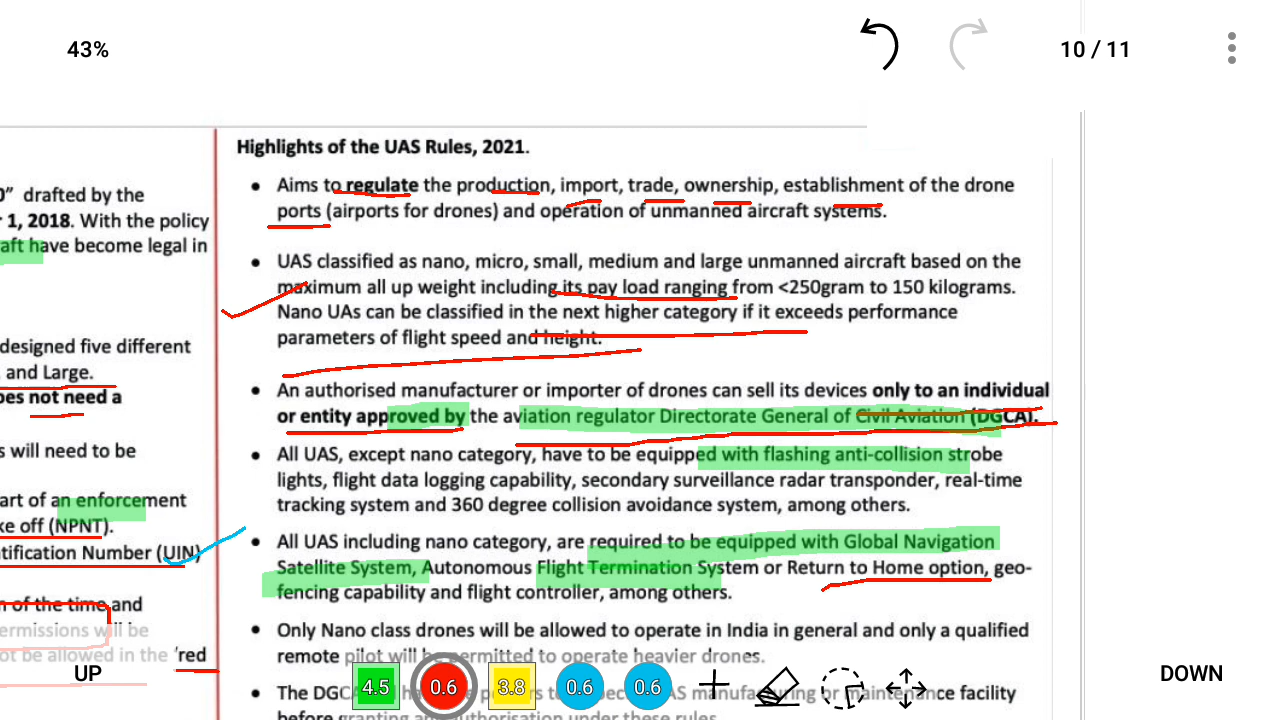 43%
10 / 11
0” drafted by the
1, 2018. With the policy
aft have become legal in
designed five different
and Large.
oes not need a
s will need to be
art of an enforcement
ke off (NPNT).
ntification Number (UIN)
n of the time and
ermissions will be
ot be allowed in the ‘red
UP
Highlights of the UAS Rules, 2021.
• Aims to regulate the production, import, trade, ownership, establishment of the drone
ports (airports for drones) and operation of unmanned aircraft systems.
• UAS classified as nano, micro, small, medium and large unmanned aircraft based on the
maximum all up weight including its pay load ranging from <250gram to 150 kilograms.
Nano UAs can be classified in the next higher category if it exceeds performance
parameters of flight speed and height.
• An authorised manufacturer or importer of drones can sell its devices only to an individual
or entity approved by the aviation regulator Directorate General of Civil Aviation (DGCA).
• All UAS, except nano category, have to be equipped with flashing anti-collision strobe
lights, flight data logging capability, secondary surveillance radar transponder, real-time
tracking system and 360 degree collision avoidance system, among others.
• All UAS including nano category, are required to be equipped with Global Navigation
Satellite System, Autonomous Flight Termination System or Return to Home option, geo-
fencing capability and flight controller, among others.
• Only Nano class drones will be allowed to operate in India in general and only a qualified
remote pilot will be permitted to operate heavier drones.
• The DGCA manufacturing or maintenance facility
before granting any authorisation under these rules
4.5
0.6
3.8
0.6
0.6
DOWN